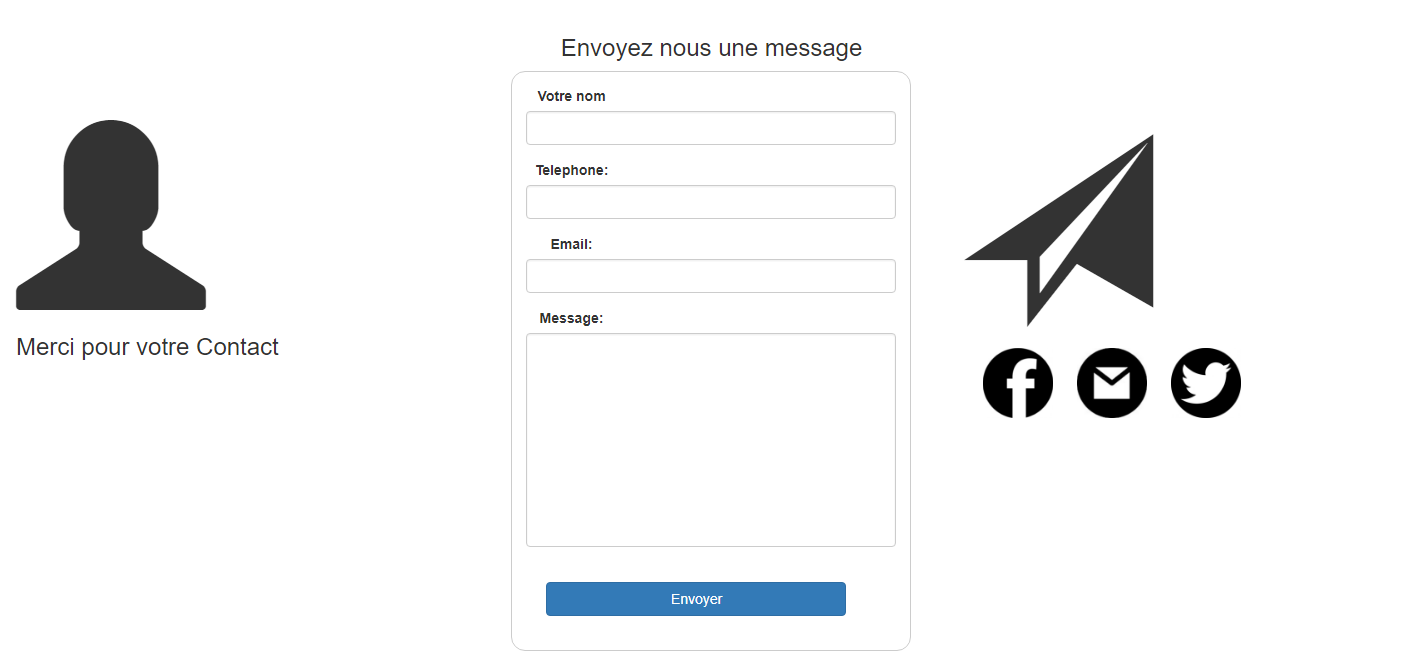 Envoyez nous une message
Votre nom
Telephone:
Email:
Message:
Envoyer
Merci pour votre Contact